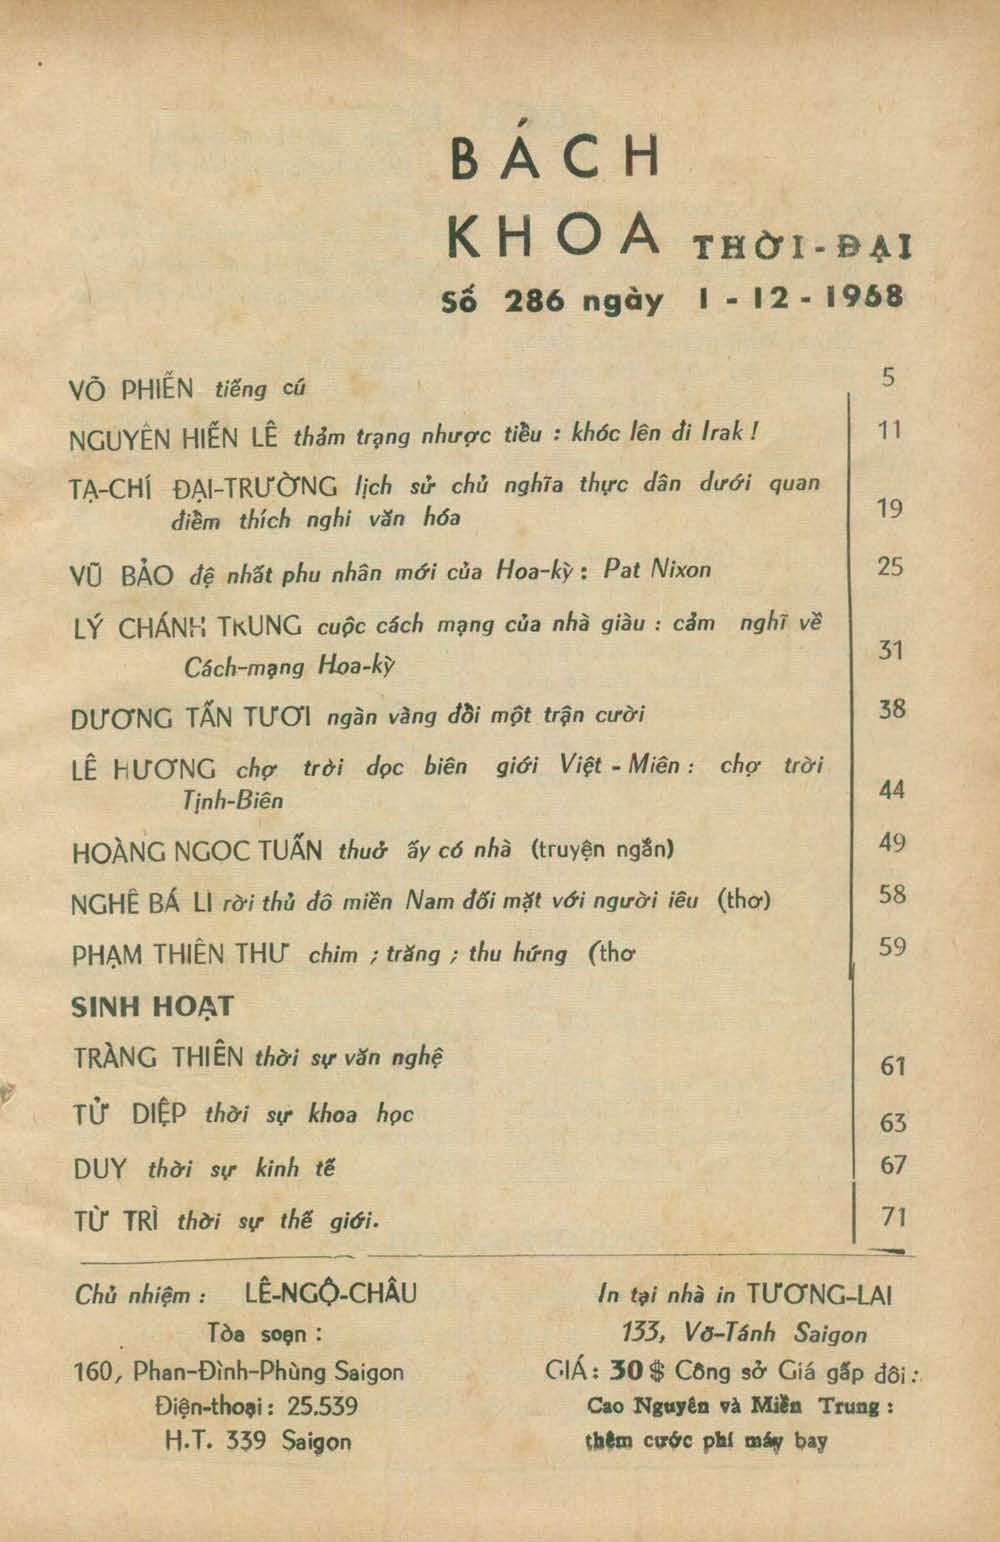 BÁCH
KHOA THỜI-ĐẠI
Số 286 ngày 1-12-1968
VÕ PHIẾN tiếng cú 5
NGUYÊN HIẾN LÊ thảm trạng nhược tiểu : khóc lên đi Irak ! 11
TẠ-CHÍ ĐẠI-TRƯỜNG lịch sử chủ nghĩa thực dân dưới quan
điểm thích nghi văn hóa 19
VŨ BẢO đệ nhất phu nhân mới của Hoa-kỳ : Pat Nixon 25
LÝ CHÁNH TRUNG cuộc cách mạng của nhà giàu : cảm nghĩ về
Cách-mạng Hoa-kỳ 31
DƯƠNG TẤN TƯƠI ngàn vàng đổi một trận cười 38
LÊ HƯƠNG chợ trời dọc biên giới Việt - Miên : chợ trời
Tịnh-Biên 44
HOÀNG NGOC TUẤN thuở ấy có nhà (truyện ngắn) 49
NGHÊ BÁ LI rời thủ đô miền Nam đối mặt với người iêu (thơ) 58
PHẠM THIÊN THƯ chim ; trăng ; thu hứng (thơ 59
SINH HOẠT
TRÀNG THIÊN thời sự văn nghệ 61
TỬ DIỆP thời sự khoa học 63
DUY thời sự kinh tế 67
TỪ TRÌ thời sự thế giới. 71
Chủ nhiệm : LÊ-NGỘ-CHÂU
Tòa soạn :
160, Phan-Đình-Phùng Saigon
Điện-thoại : 25.539
H.T. 339 Saigon
In tại nhà in TƯƠNG-LAI
133, Võ-Tánh Saigon
GIÁ : 30 $ Công sở Giá gấp đôi :
Cao Nguyên và Miền Trung :
thêm cước phí máy bay